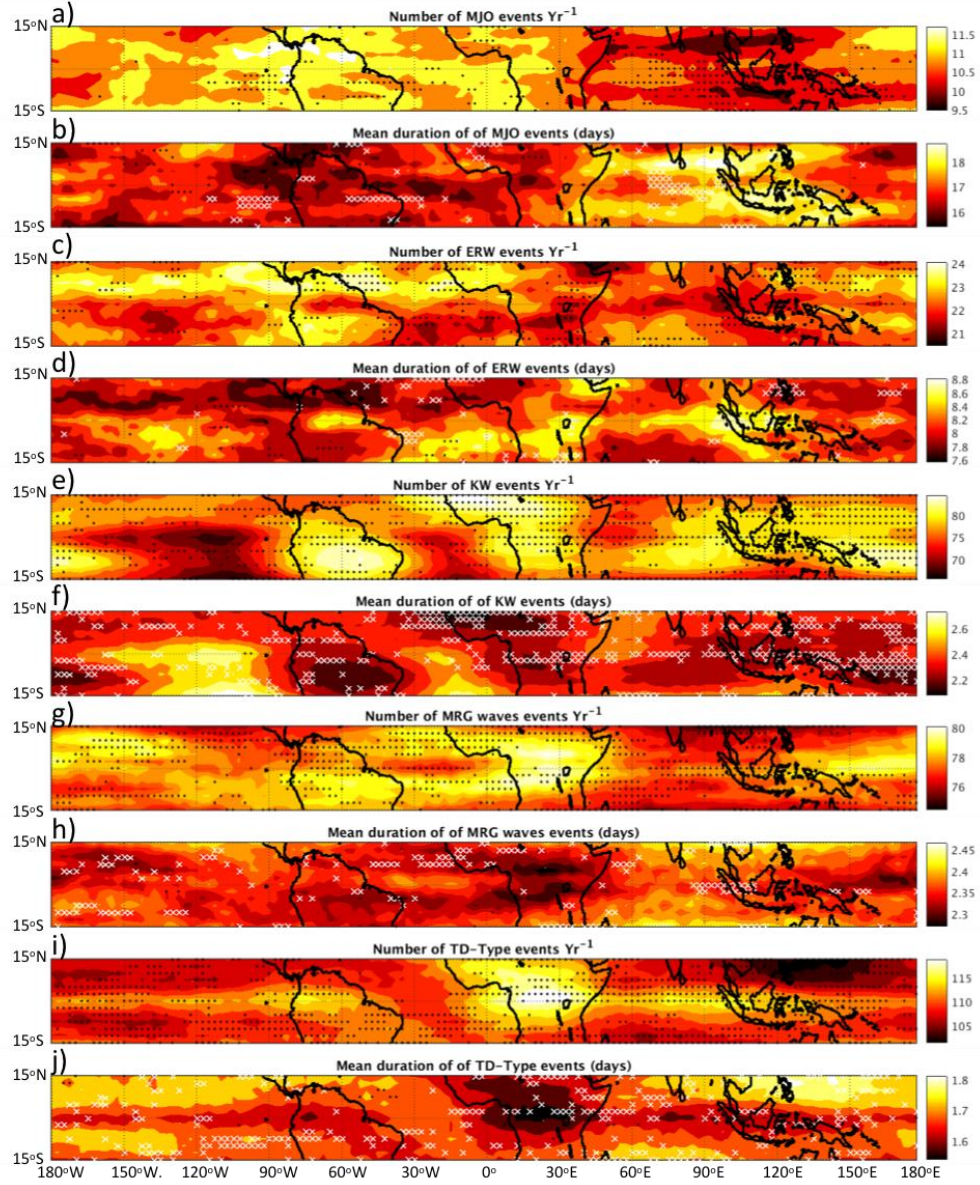 a)
Number of MJO events Yr⁻¹
15°N
15°S
11.5
11
10.5
10
9.5
b)
Mean duration of of MJO events (days)
15°N
15°S
18
17
16
15
c)
Number of ERW events Yr⁻¹
15°N
15°S
24
23
22
21
d)
Mean duration of of ERW events (days)
15°N
15°S
8.8
8.6
8.4
8.2
8
7.8
7.6
e)
Number of KW events Yr⁻¹
15°N
15°S
80
75
70
f)
Mean duration of of KW events (days)
15°N
15°S
2.6
2.4
2.2
g)
Number of MRG waves events Yr⁻¹
15°N
15°S
80
78
76
h)
Mean duration of of MRG waves events (days)
15°N
15°S
2.45
2.4
2.35
2.3
i)
Number of TD-Type events Yr⁻¹
15°N
15°S
115
110
105
j)
Mean duration of of TD-Type events (days)
15°N
15°S
1.8
1.7
1.6
180°W 150°W. 120°W 90°W 60°W 30°W 0° 30°E 60°E 90°E 120°E 150°E 180°E